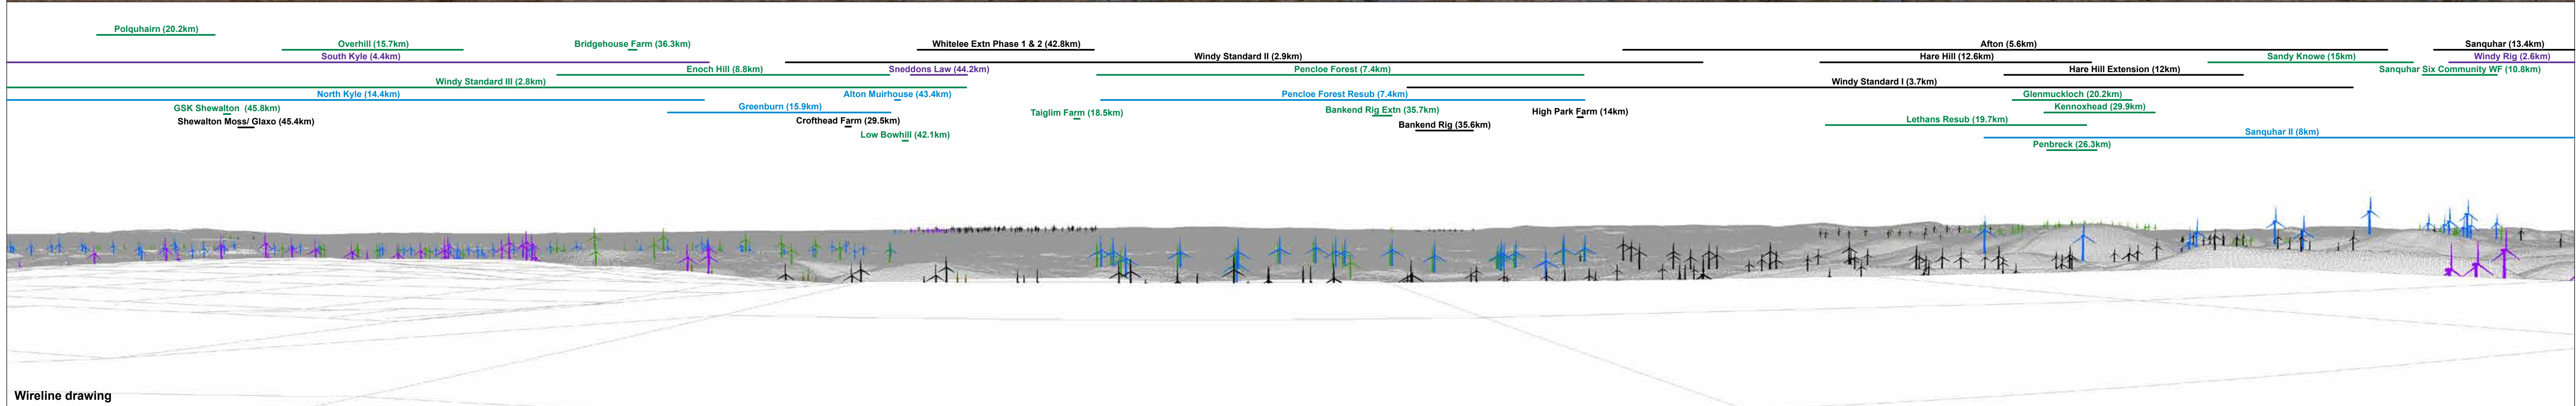 Polquhairn (20.2km)
Overhill (15.7km)
Bridgehouse Farm (36.3km)
Whitelee Extn Phase 1 & 2 (42.8km)
Afton (5.6km)
Sanquhar (13.4km)
South Kyle (4.4km)
Windy Standard II (2.9km)
Hare Hill (12.6km)
Sandy Knowe (15km)
Windy Rig (2.6km)
Enoch Hill (8.8km)
Sneddons Law (44.2km)
Pencloe Forest (7.4km)
Hare Hill Extension (12km)
Sanquhar Six Community WF (10.8km)
Windy Standard III (2.8km)
Windy Standard I (3.7km)
North Kyle (14.4km)
Alton Muirhouse (43.4km)
Pencloe Forest Resub (7.4km)
Glenmuckloch (20.2km)
GSK Shewalton (45.8km)
Greenburn (15.9km)
Taiglim Farm (18.5km)
Bankend Rig Extn (35.7km)
High Park Farm (14km)
Kennoxhead (29.9km)
Shewalton Moss/ Glaxo (45.4km)
Crofthead Farm (29.5km)
Bankend Rig (35.6km)
Lethans Resub (19.7km)
Low Bowhill (42.1km)
Sanquhar II (8km)
Penbreck (26.3km)
Wireline drawing